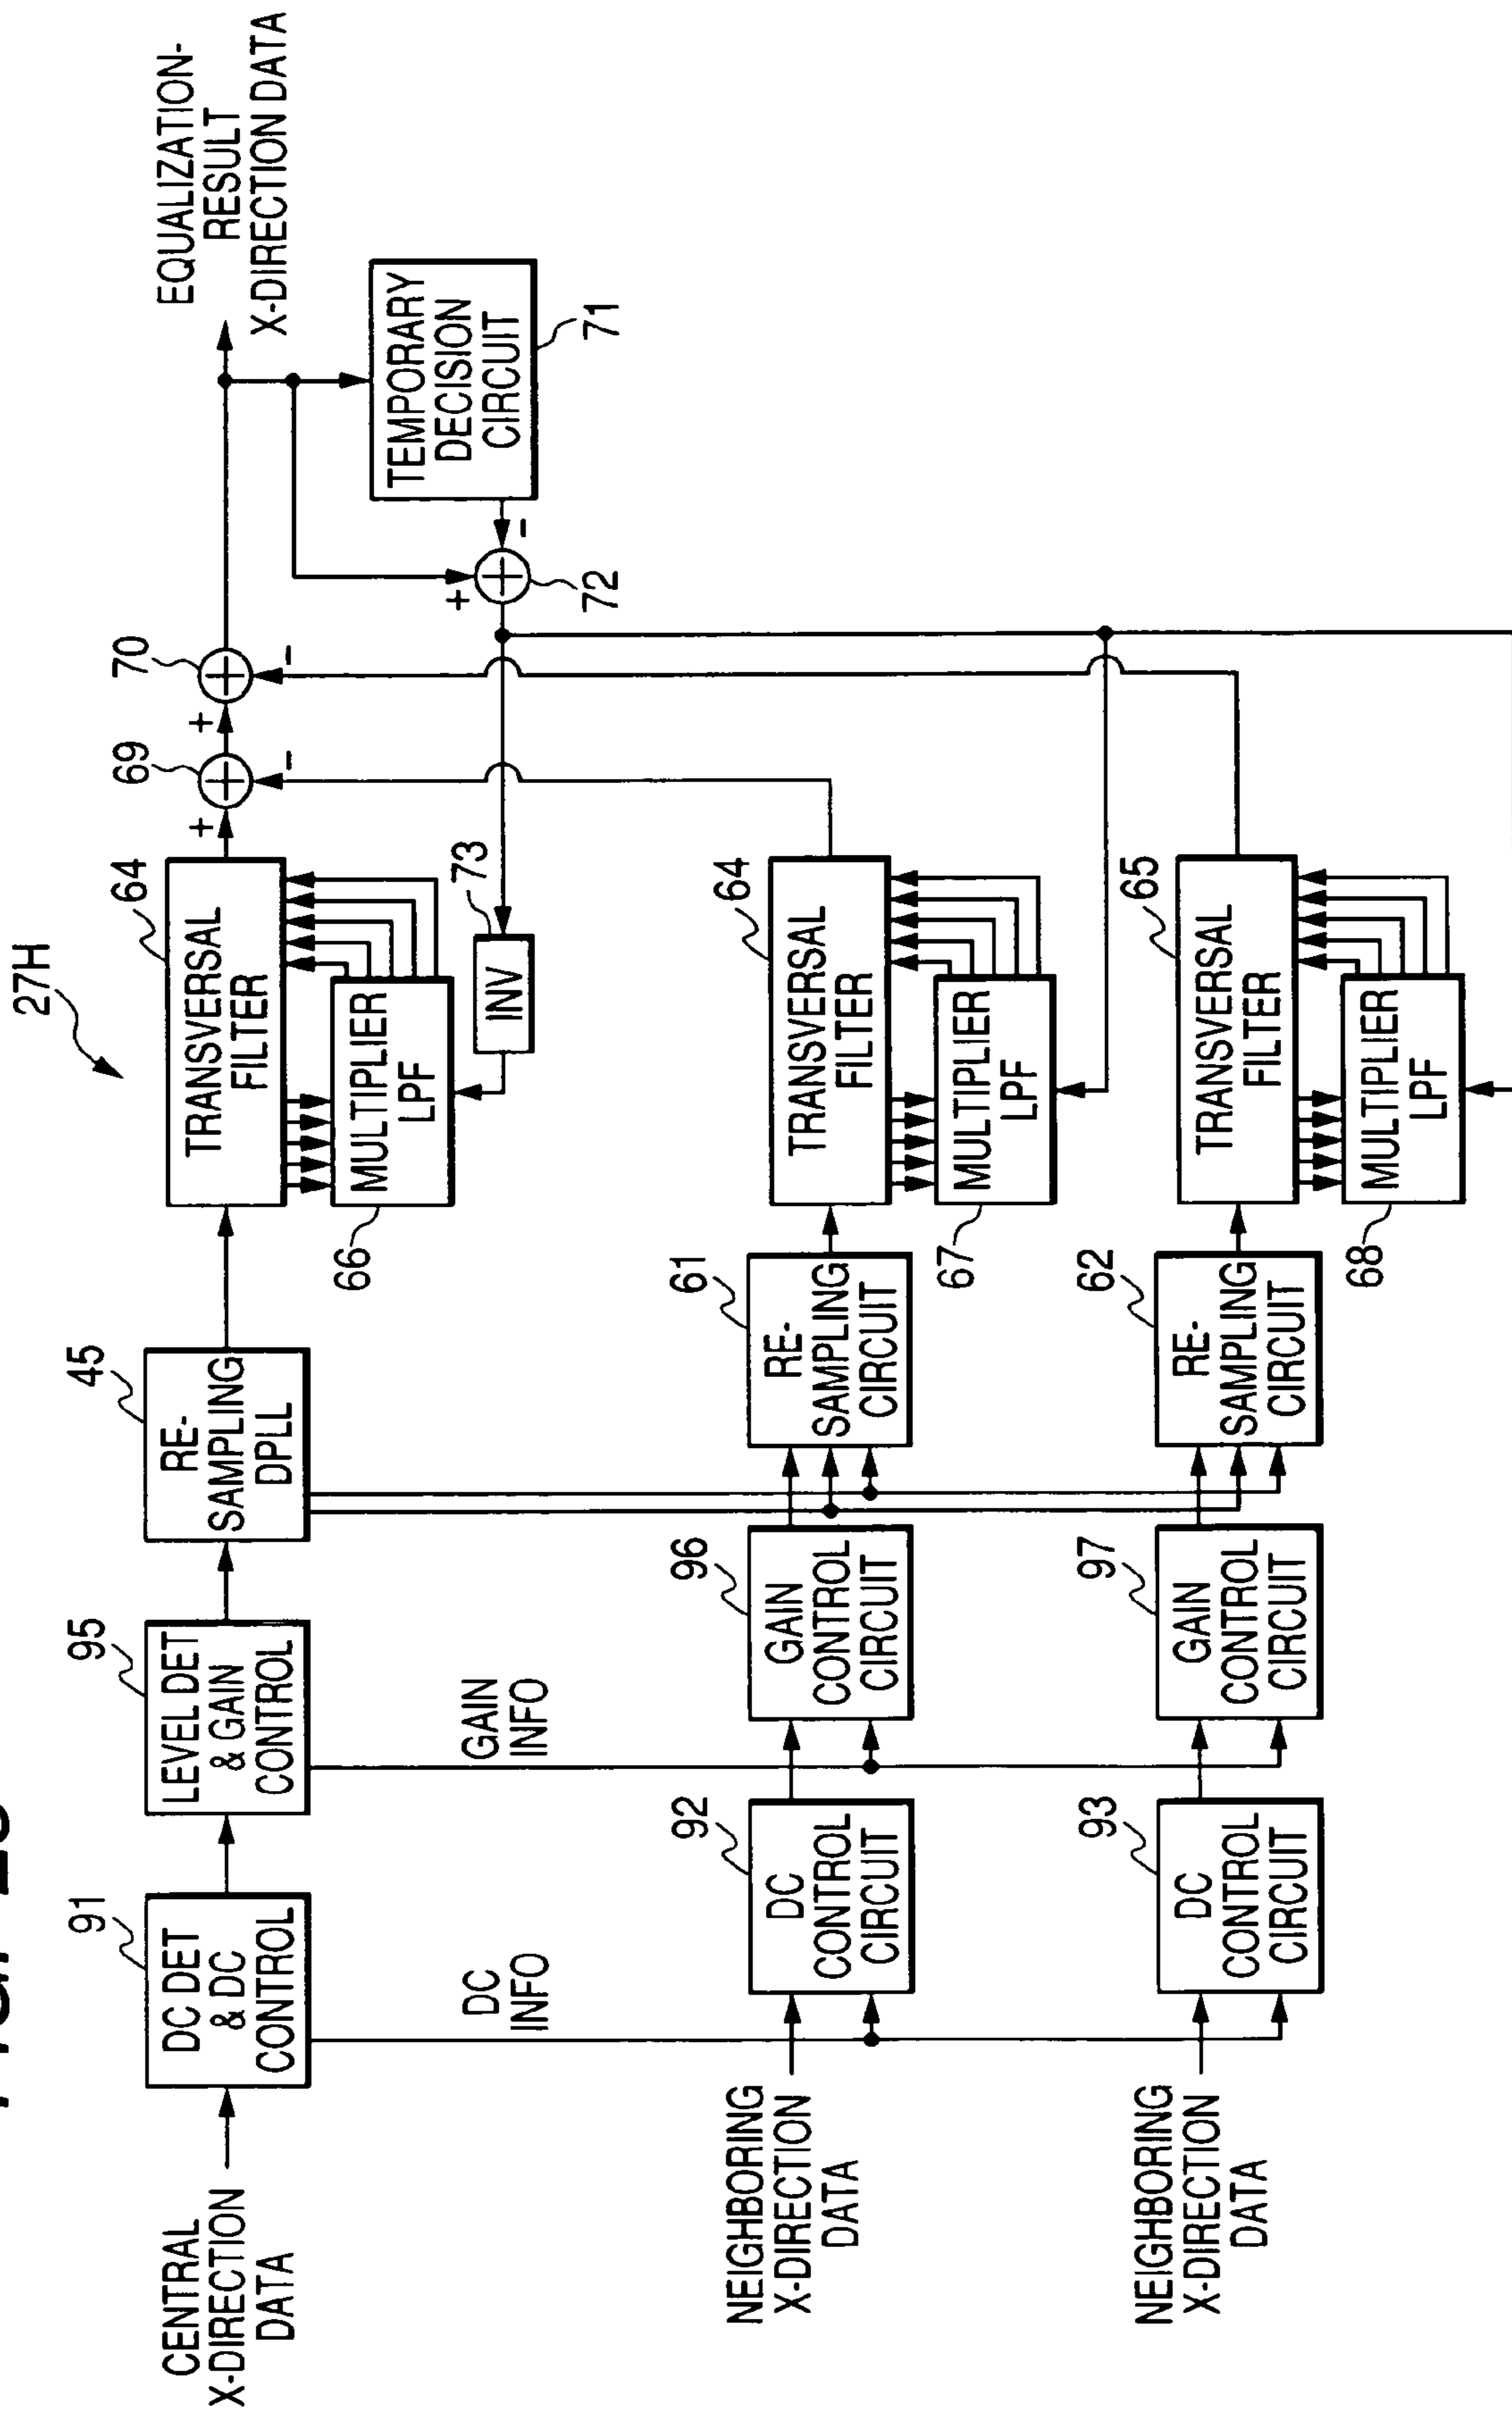 27H
CENTRAL
X-DIRECTION
DATA
91
DC DET
& DC
CONTROL
95
LEVEL DET
& GAIN
CONTROL
45
RE-
SAMPLING
DPLL
64
TRANSVERSAL
FILTER
66
MULTIPLIER
LPF
73
INV
69
+
-
70
+
-
EQUALIZATION-
RESULT
X-DIRECTION DATA
TEMPORARY
DECISION
CIRCUIT
71
-
+
72
DC
INFO
GAIN
INFO
NEIGHBORING
X-DIRECTION
DATA
92
DC
CONTROL
CIRCUIT
96
GAIN
CONTROL
CIRCUIT
61
RE-
SAMPLING
CIRCUIT
64
TRANSVERSAL
FILTER
67
MULTIPLIER
LPF
NEIGHBORING
X-DIRECTION
DATA
93
DC
CONTROL
CIRCUIT
97
GAIN
CONTROL
CIRCUIT
62
RE-
SAMPLING
CIRCUIT
65
TRANSVERSAL
FILTER
68
MULTIPLIER
LPF